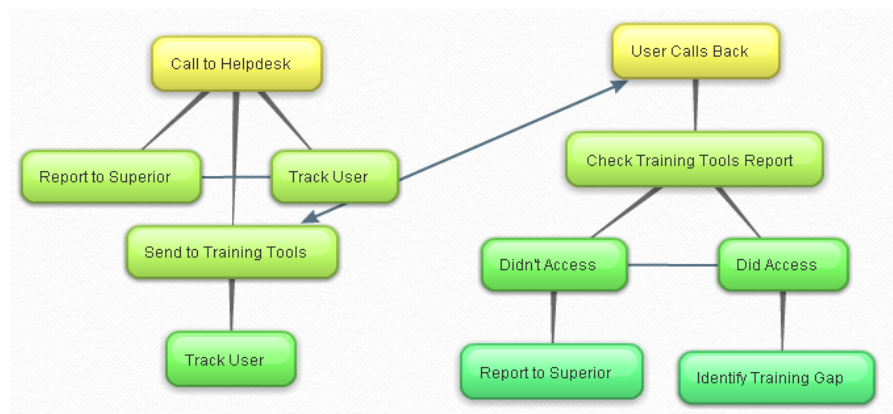 Call to Helpdesk
Report to Superior
Track User
Send to Training Tools
Track User
User Calls Back
Check Training Tools Report
Didn't Access
Did Access
Report to Superior
Identify Training Gap